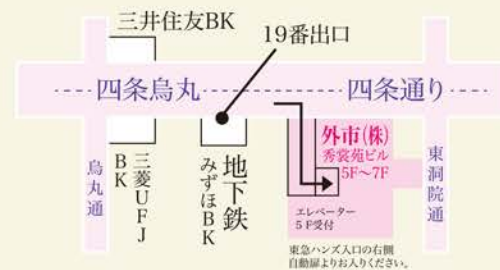 三井住友BK
19番出口
四条烏丸
四条通り
外市(株)
秀裳苑ビル
5F〜7F
烏丸通
三菱UFJ
BK
地下鉄
みずほBK
東洞院通
エレベーター
5F受付
東急ハンズ入口の右側
自動扉よりお入りください。